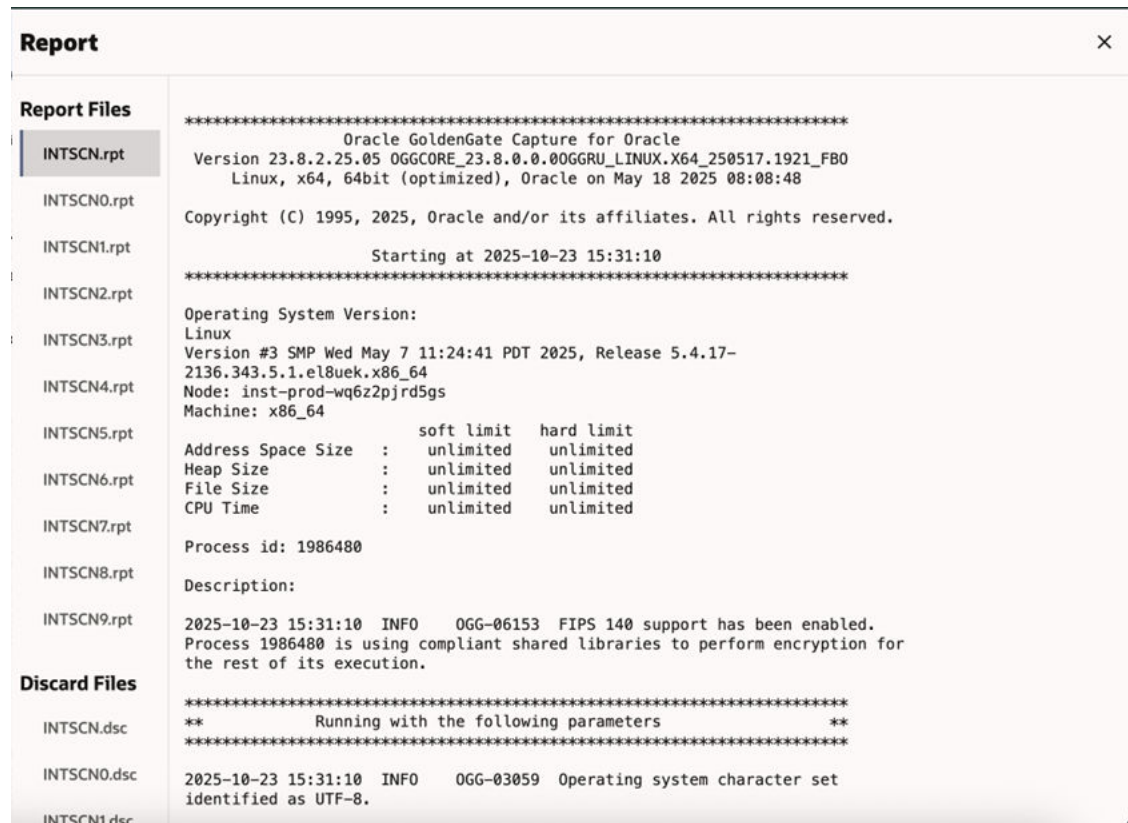 Report
×
Report Files
INTSCN.rpt
INTSCN0.rpt
INTSCN1.rpt
INTSCN2.rpt
INTSCN3.rpt
INTSCN4.rpt
INTSCN5.rpt
INTSCN6.rpt
INTSCN7.rpt
INTSCN8.rpt
INTSCN9.rpt
Discard Files
INTSCN.dsc
INTSCN0.dsc
INTSCN1.dsc
***********************************************************************
Oracle GoldenGate Capture for Oracle
Version 23.8.2.25.05 OGGCORE_23.8.0.0.0OGGRU_LINUX.X64_250517.1921_FBO
Linux, x64, 64bit (optimized), Oracle on May 18 2025 08:08:48
Copyright (C) 1995, 2025, Oracle and/or its affiliates. All rights reserved.
Starting at 2025-10-23 15:31:10
***********************************************************************
Operating System Version:
Linux
Version #3 SMP Wed May 7 11:24:41 PDT 2025, Release 5.4.17-
2136.343.5.1.el8uek.x86_64
Node: inst-prod-wq6z2pjrd5gs
Machine: x86_64
soft limit hard limit
Address Space Size : unlimited unlimited
Heap Size : unlimited unlimited
File Size : unlimited unlimited
CPU Time : unlimited unlimited
Process id: 1986480
Description:
2025-10-23 15:31:10 INFO OGG-06153 FIPS 140 support has been enabled.
Process 1986480 is using compliant shared libraries to perform encryption for
the rest of its execution.
***********************************************************************
** Running with the following parameters **
***********************************************************************
2025-10-23 15:31:10 INFO OGG-03059 Operating system character set
identified as UTF-8.